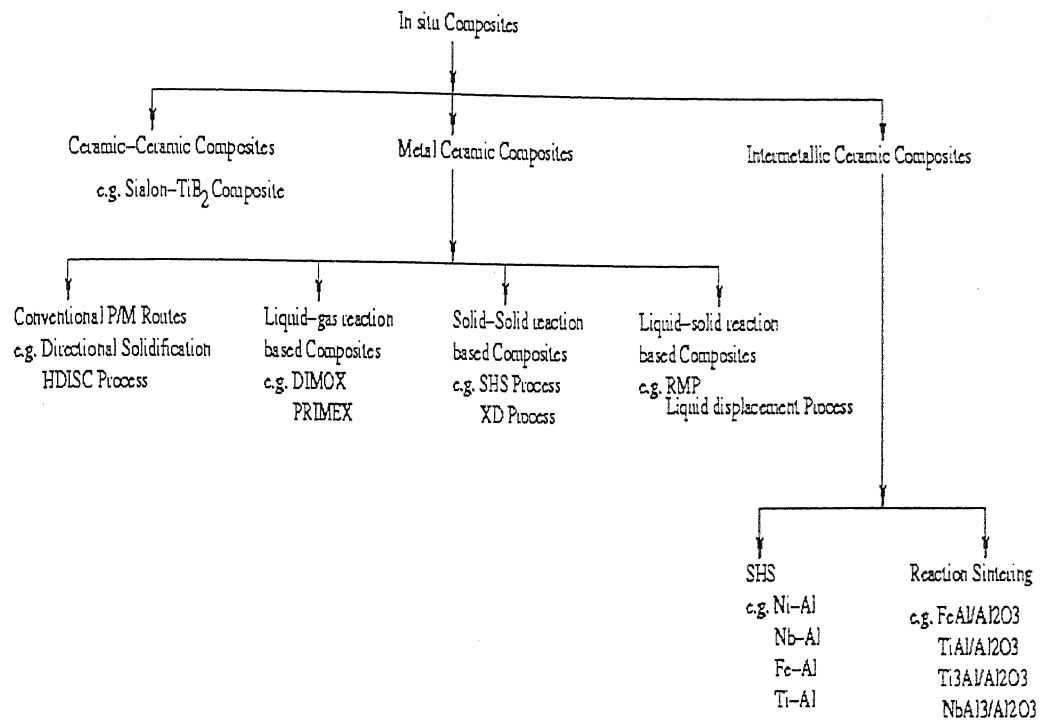 In situ Composites
Ceramic–Ceramic Composites
e.g. Sialon–TiB2 Composite
Metal Ceramic Composites
Intermetallic Ceramic Composites
Conventional P/M Routes
e.g. Directional Solidification
HDISC Process
Liquid–gas reaction
based Composites
e.g. DIMOX
PRIMEX
Solid–Solid reaction
based Composites
e.g. SHS Process
XD Process
Liquid–solid reaction
based Composites
e.g. RMP
Liquid displacement Process
SHS
e.g. Ni–Al
Nb–Al
Fe–Al
Ti–Al
Reaction Sintering
e.g. FeAl/Al2O3
TiAl/Al2O3
Ti3Al/Al2O3
NbAl3/Al2O3